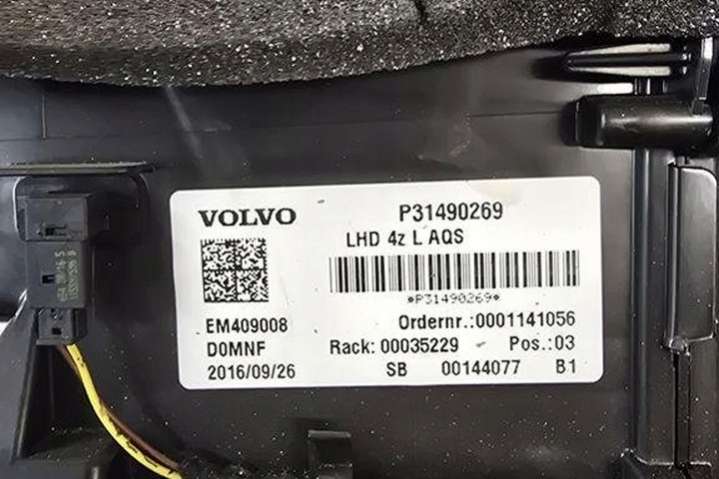 VOLVO
P31490269
LHD 4z L AQS
*P31490269*
EM409008
Ordernr.:0001141056
D0MNF
Rack: 00035229
Pos.:03
2016/09/26
SB
00144077
B1